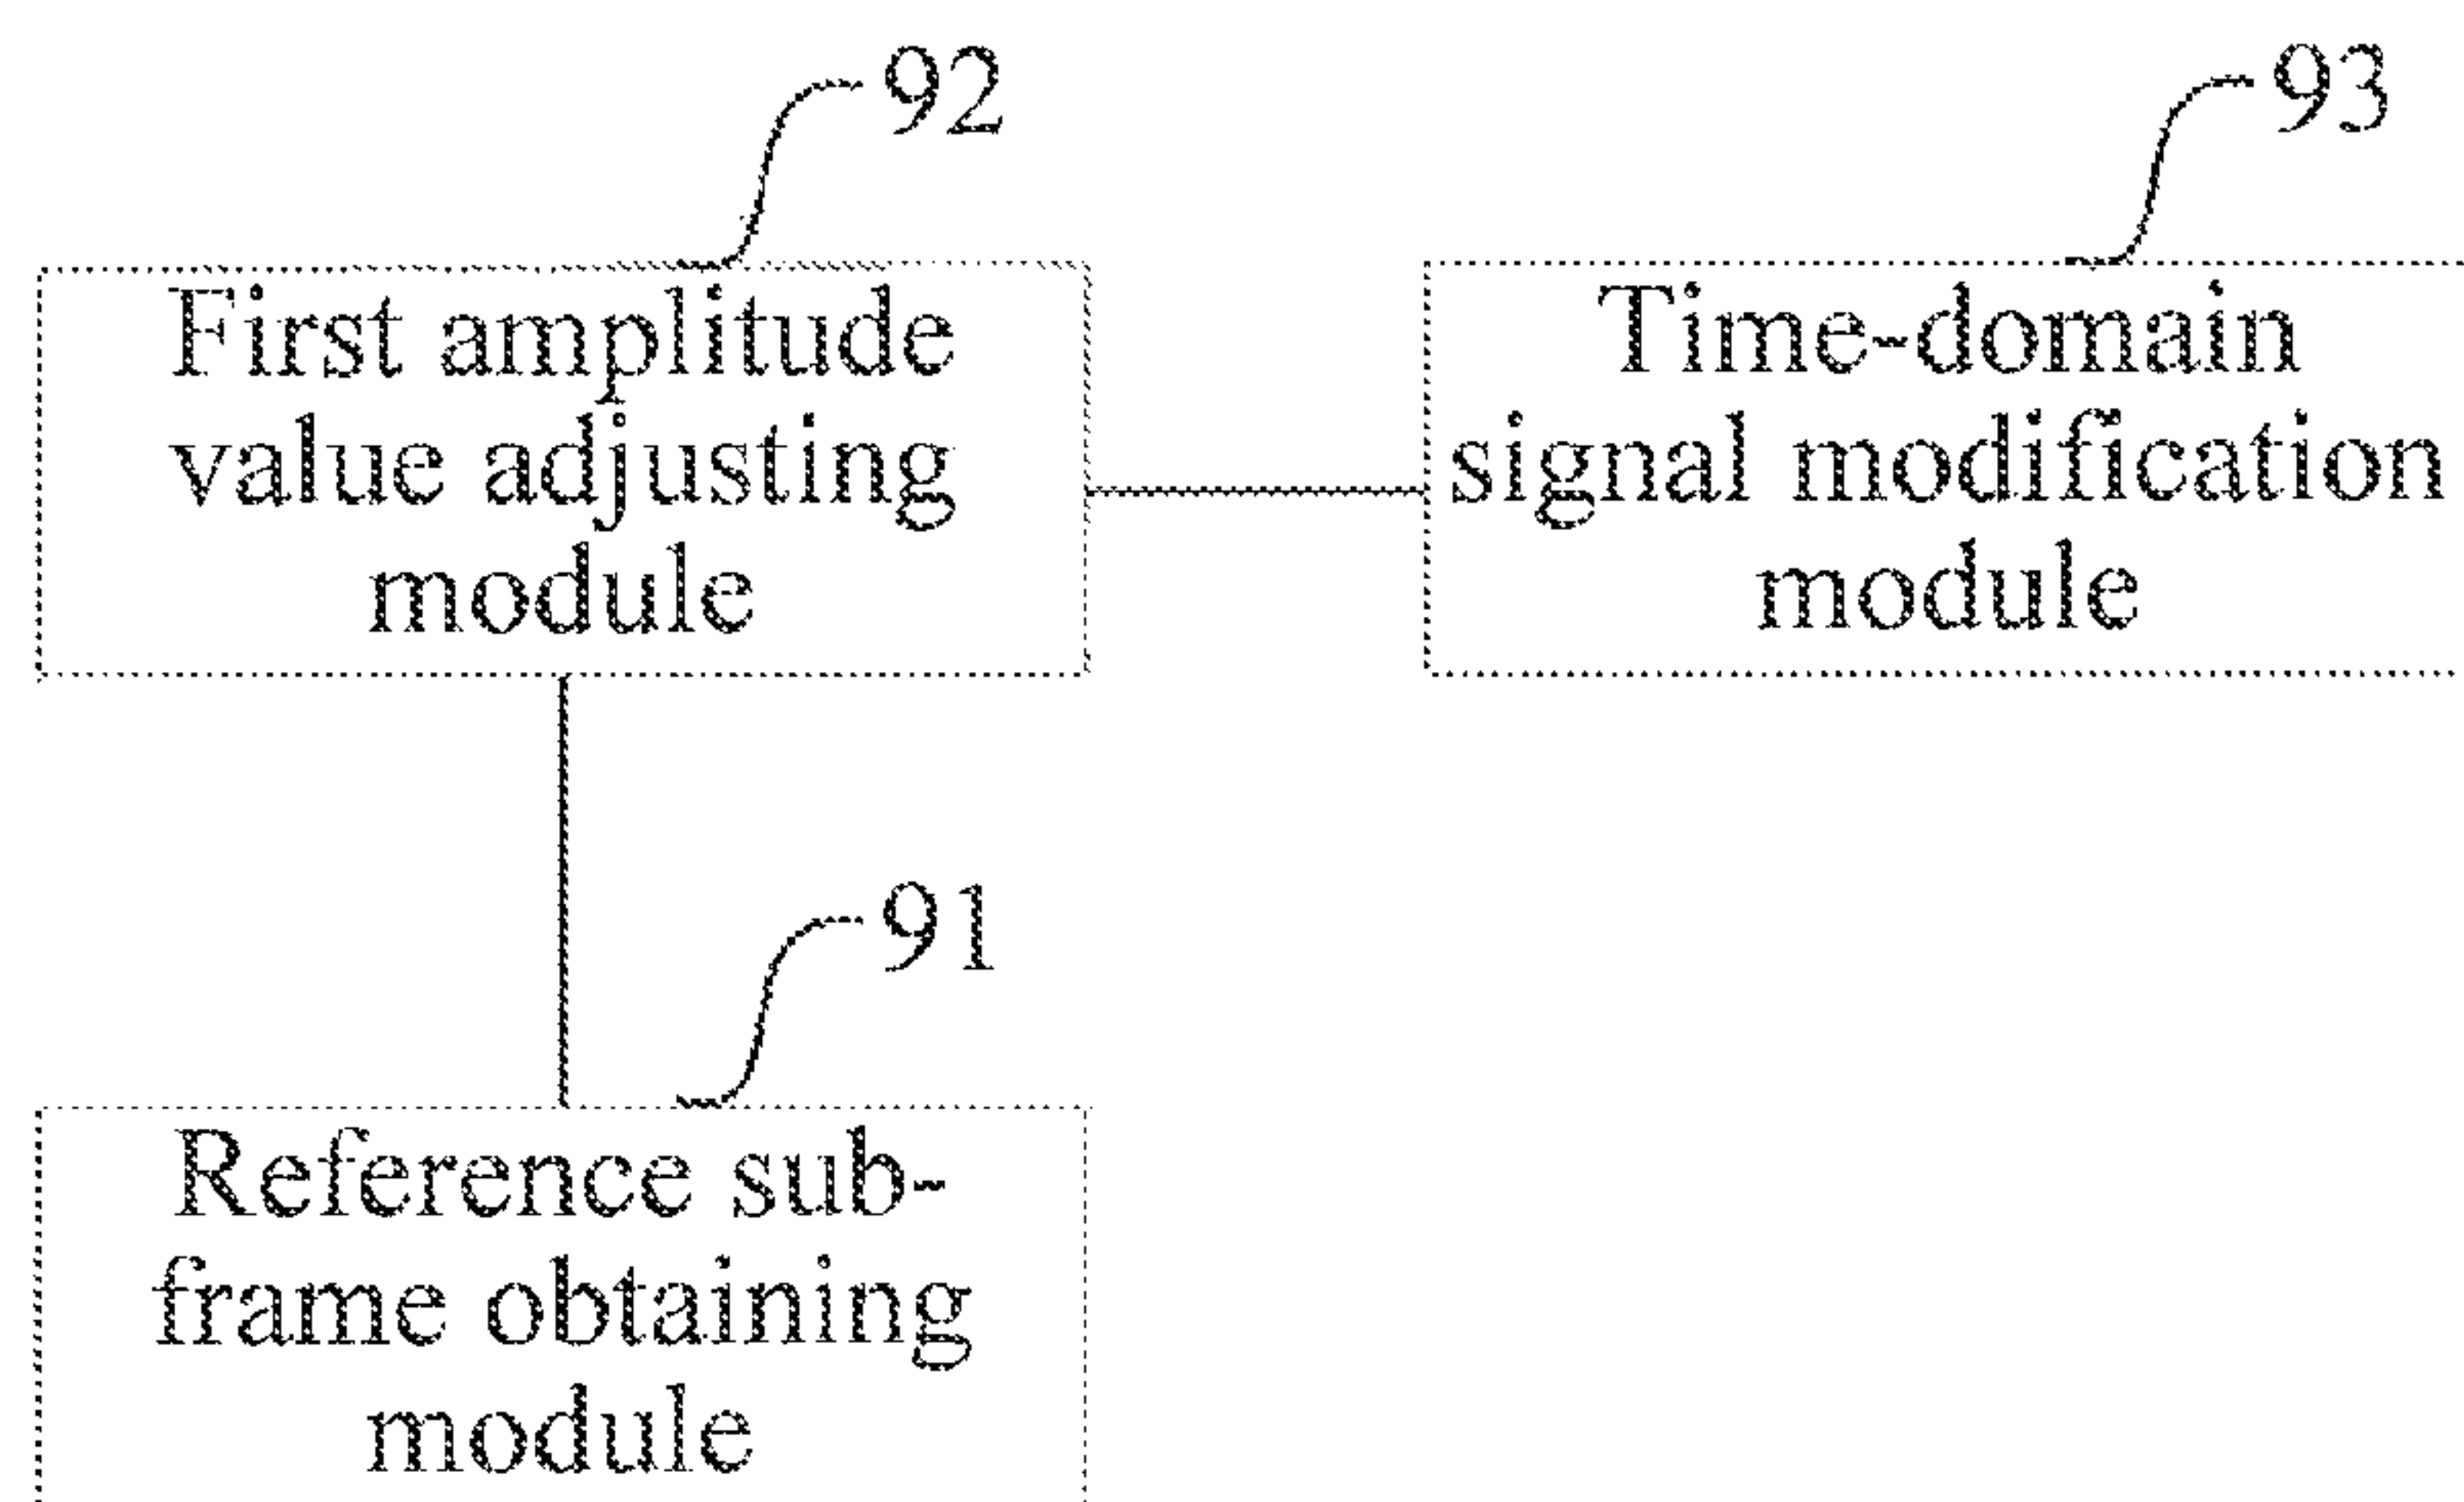 92
93
First amplitude
value adjusting
module
Time-domain
signal modification
module
91
Reference sub-
frame obtaining
module